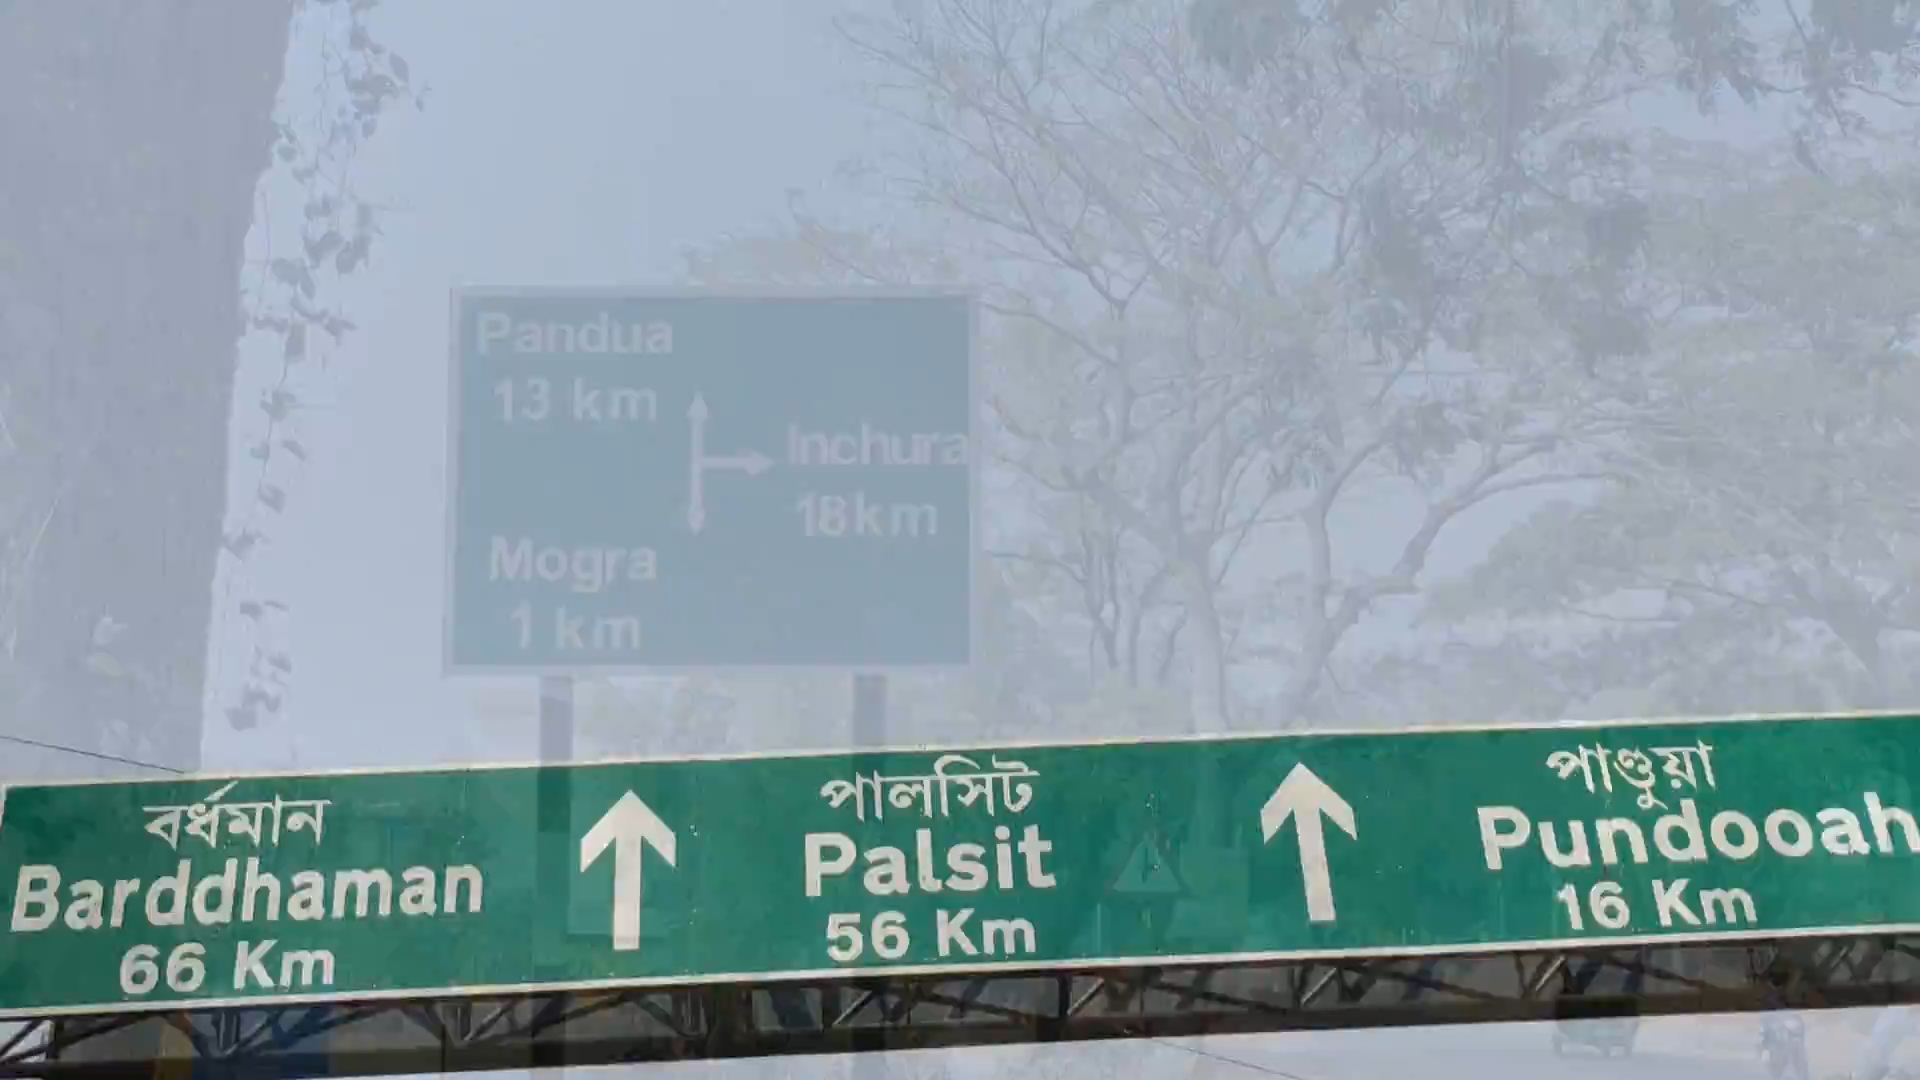 Pandua
13 km
Inchura
18km
Mogra
1 km
বর্ধমান
Barddhaman
66 Km
পালসিট
Palsit
56 Km
পাণ্ডুয়া
Pundooah
16 Km